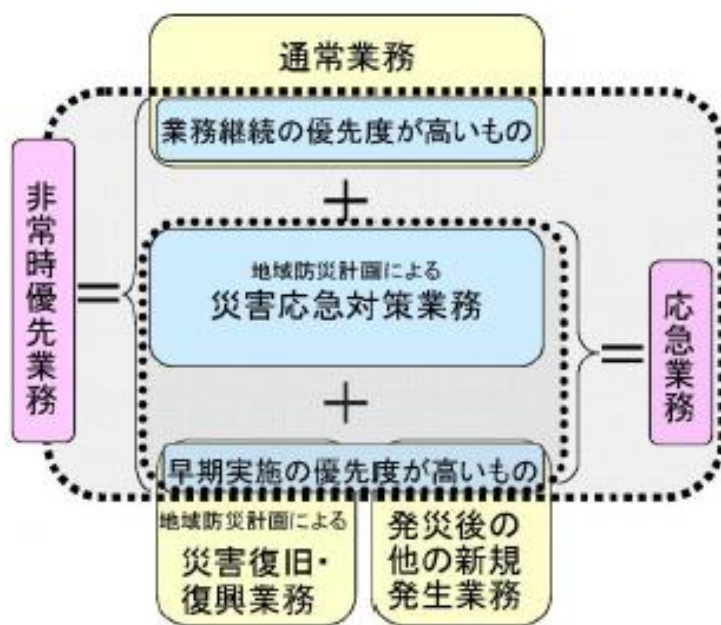 通常業務
業務継続の優先度が高いもの
＋
非常時優先業務
＝
地域防災計画による
災害応急対策業務
＝
応急業務
＋
早期実施の優先度が高いもの
地域防災計画による
災害復旧・
復興業務
発災後の
他の新規
発生業務